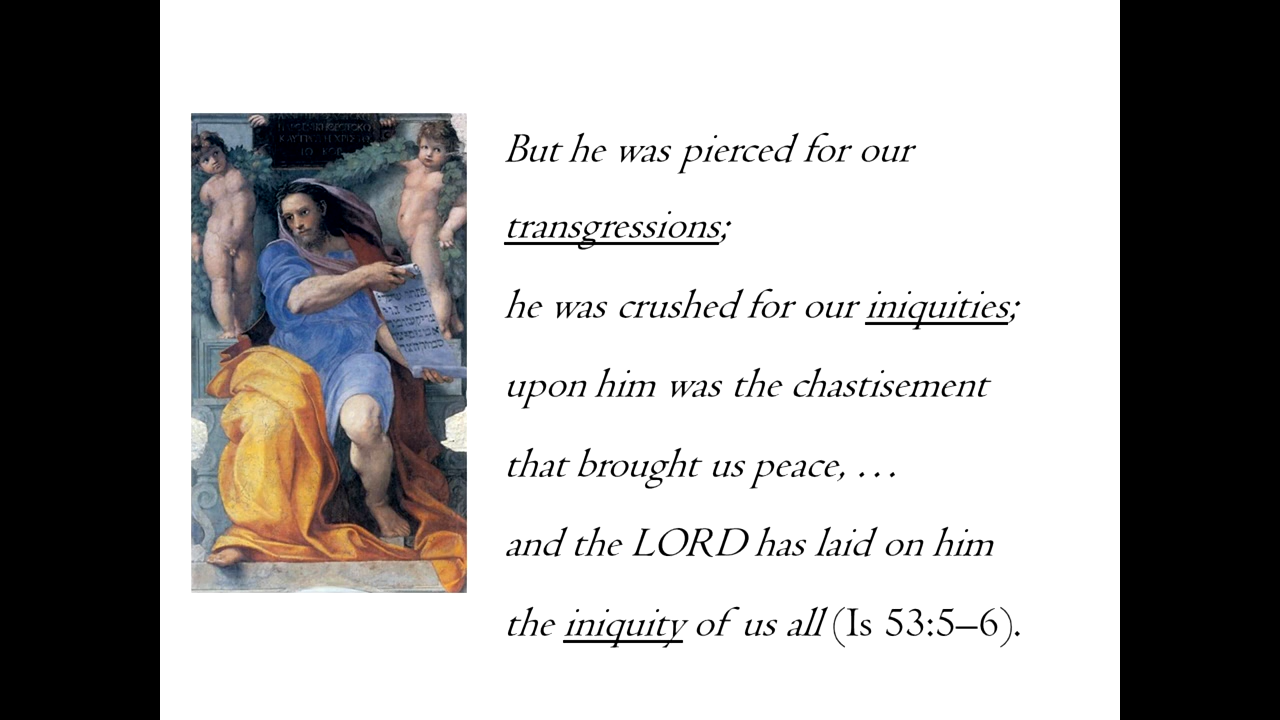 But he was pierced for our
transgressions;
he was crushed for our iniquities;
upon him was the chastisement
that brought us peace, …
and the LORD has laid on him
the iniquity of us all (Is 53:5–6).